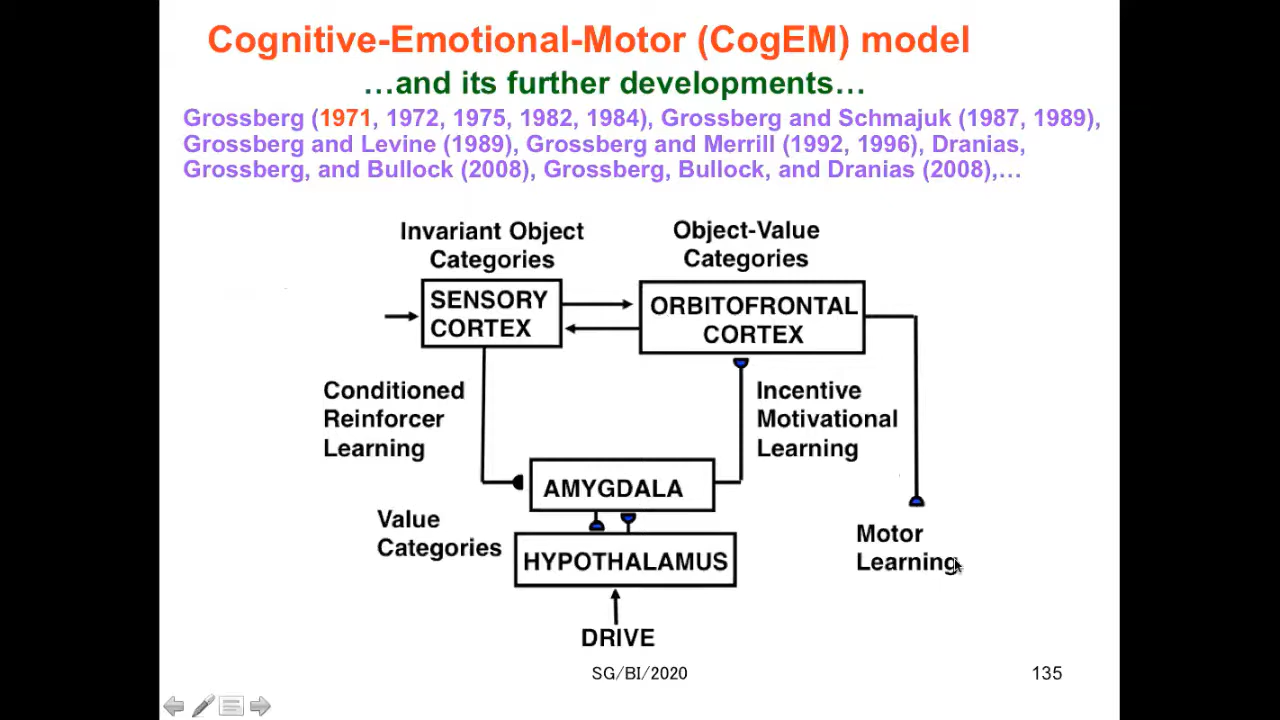 Cognitive-Emotional-Motor (CogEM) model
…and its further developments…
Grossberg (1971, 1972, 1975, 1982, 1984), Grossberg and Schmajuk (1987, 1989),
Grossberg and Levine (1989), Grossberg and Merrill (1992, 1996), Dranias,
Grossberg, and Bullock (2008), Grossberg, Bullock, and Dranias (2008),…
Invariant Object
Categories
Object-Value
Categories
SENSORY
CORTEX
ORBITOFRONTAL
CORTEX
Conditioned
Reinforcer
Learning
Incentive
Motivational
Learning
AMYGDALA
Value
Categories
HYPOTHALAMUS
Motor
Learning
DRIVE
SG/BI/2020
135